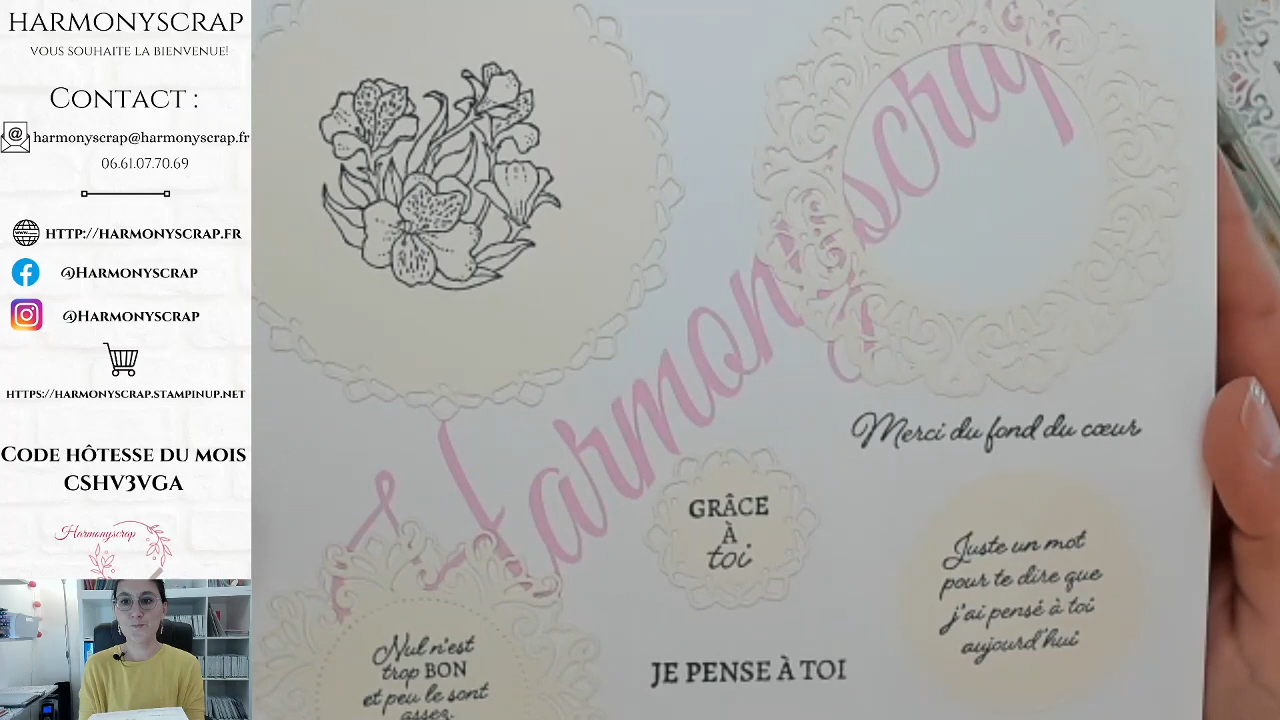 HARMONYSCRAP
VOUS SOUHAITE LA BIENVENUE!
CONTACT :
harmonyscrap@harmonyscrap.fr
06.61.07.70.69
HTTP://HARMONYSCRAP.FR
@HARMONYSCRAP
@HARMONYSCRAP
HTTPS://HARMONYSCRAP.STAMPINUP.NET
CODE HÔTESSE DU MOIS
CSHV3VGA
Harmonyscrap
Harmonyscrap
Merci du fond du cœur
GRÂCE
À
toi
Juste un mot
pour te dire que
j'ai pensé à toi
aujourd'hui
Nul n'est
trop BON
et peu le sont
assez.
JE PENSE À TOI